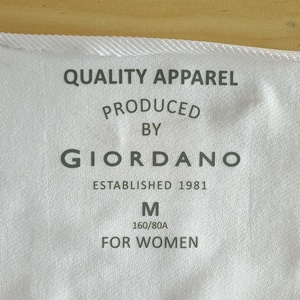 QUALITY APPAREL
PRODUCED
BY
GIORDANO
ESTABLISHED 1981
M
160/80A
FOR WOMEN